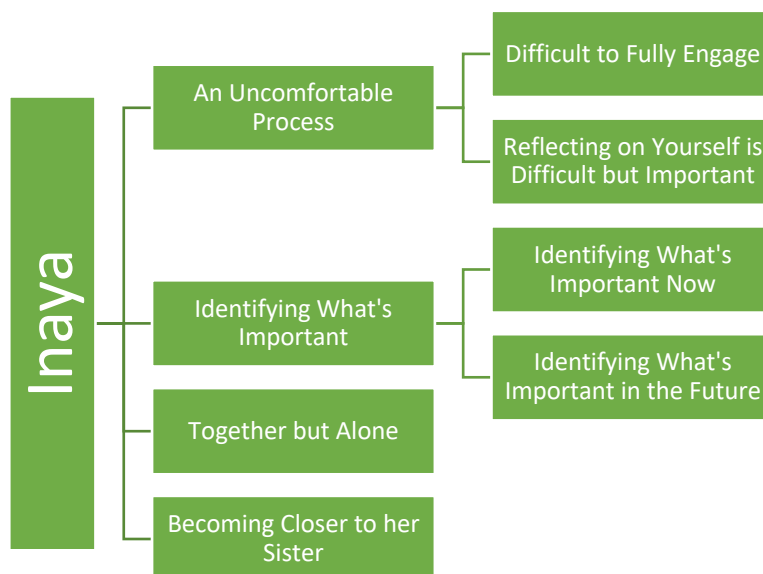 Inaya
An Uncomfortable
Process
Difficult to Fully Engage
Reflecting on Yourself is
Difficult but Important
Identifying What's
Important
Identifying What's
Important Now
Identifying What's
Important in the Future
Together but Alone
Becoming Closer to her
Sister